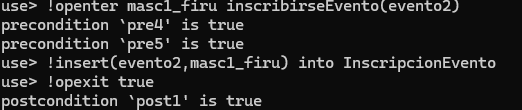 use> !openter masc1_firu inscribirseEvento(evento2)
precondition `pre4' is true
precondition `pre5' is true
use> !insert(evento2,masc1_firu) into InscripcionEvento
use> !opexit true
postcondition `post1' is true